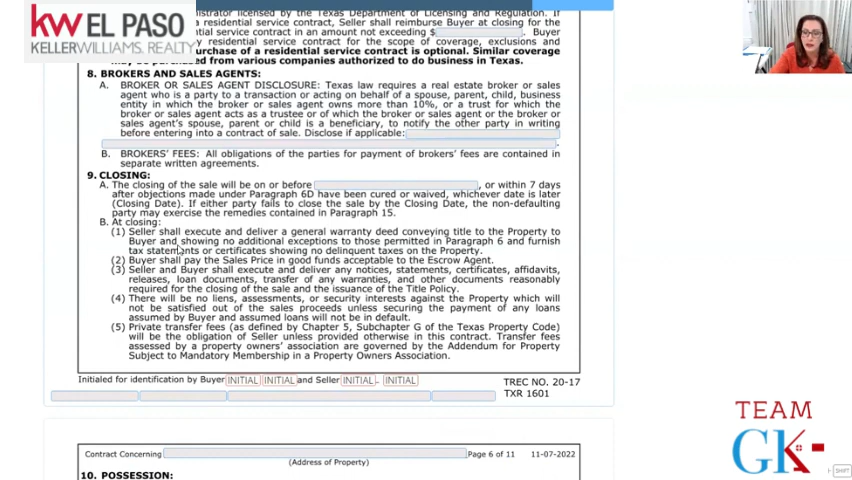 kw EL PASO
KELLERWILLIAMS. REALTY
administrator licensed by the Texas Department of Licensing and Regulation. If
a residential service contract, Seller shall reimburse Buyer at closing for the
service contract in an amount not exceeding $ . Buyer
residential service contract for the scope of coverage, exclusions and
purchase of a residential service contract is optional. Similar coverage
may be purchased from various companies authorized to do business in Texas.
8. BROKERS AND SALES AGENTS:
A. BROKER OR SALES AGENT DISCLOSURE: Texas law requires a real estate broker or sales
agent who is a party to a transaction or acting on behalf of a spouse, parent, child, business
entity in which the broker or sales agent owns more than 10%, or a trust for which the
broker or sales agent acts as a trustee or of which the broker or sales agent or the broker or
sales agent's spouse, parent or child is a beneficiary, to notify the other party in writing
before entering into a contract of sale. Disclose if applicable:
.
B. BROKERS' FEES: All obligations of the parties for payment of brokers' fees are contained in
separate written agreements.
9. CLOSING:
A. The closing of the sale will be on or before , or within 7 days
after objections made under Paragraph 6D have been cured or waived, whichever date is later
(Closing Date). If either party fails to close the sale by the Closing Date, the non-defaulting
party may exercise the remedies contained in Paragraph 15.
B. At closing:
(1) Seller shall execute and deliver a general warranty deed conveying title to the Property to
Buyer and showing no additional exceptions to those permitted in Paragraph 6 and furnish
tax statements or certificates showing no delinquent taxes on the Property.
(2) Buyer shall pay the Sales Price in good funds acceptable to the Escrow Agent.
(3) Seller and Buyer shall execute and deliver any notices, statements, certificates, affidavits,
releases, loan documents, transfer of any warranties, and other documents reasonably
required for the closing of the sale and the issuance of the Title Policy.
(4) There will be no liens, assessments, or security interests against the Property which will
not be satisfied out of the sales proceeds unless securing the payment of any loans
assumed by Buyer and assumed loans will not be in default.
(5) Private transfer fees (as defined by Chapter 5, Subchapter G of the Texas Property Code)
will be the obligation of Seller unless provided otherwise in this contract. Transfer fees
assessed by a property owners' association are governed by the Addendum for Property
Subject to Mandatory Membership in a Property Owners Association.
Initialed for identification by Buyer INITIAL INITIAL and Seller INITIAL . INITIAL
TREC NO. 20-17
TXR 1601
Contract Concerning Page 6 of 11 11-07-2022
(Address of Property)
10. POSSESSION:
TEAM
GK
SHIFT